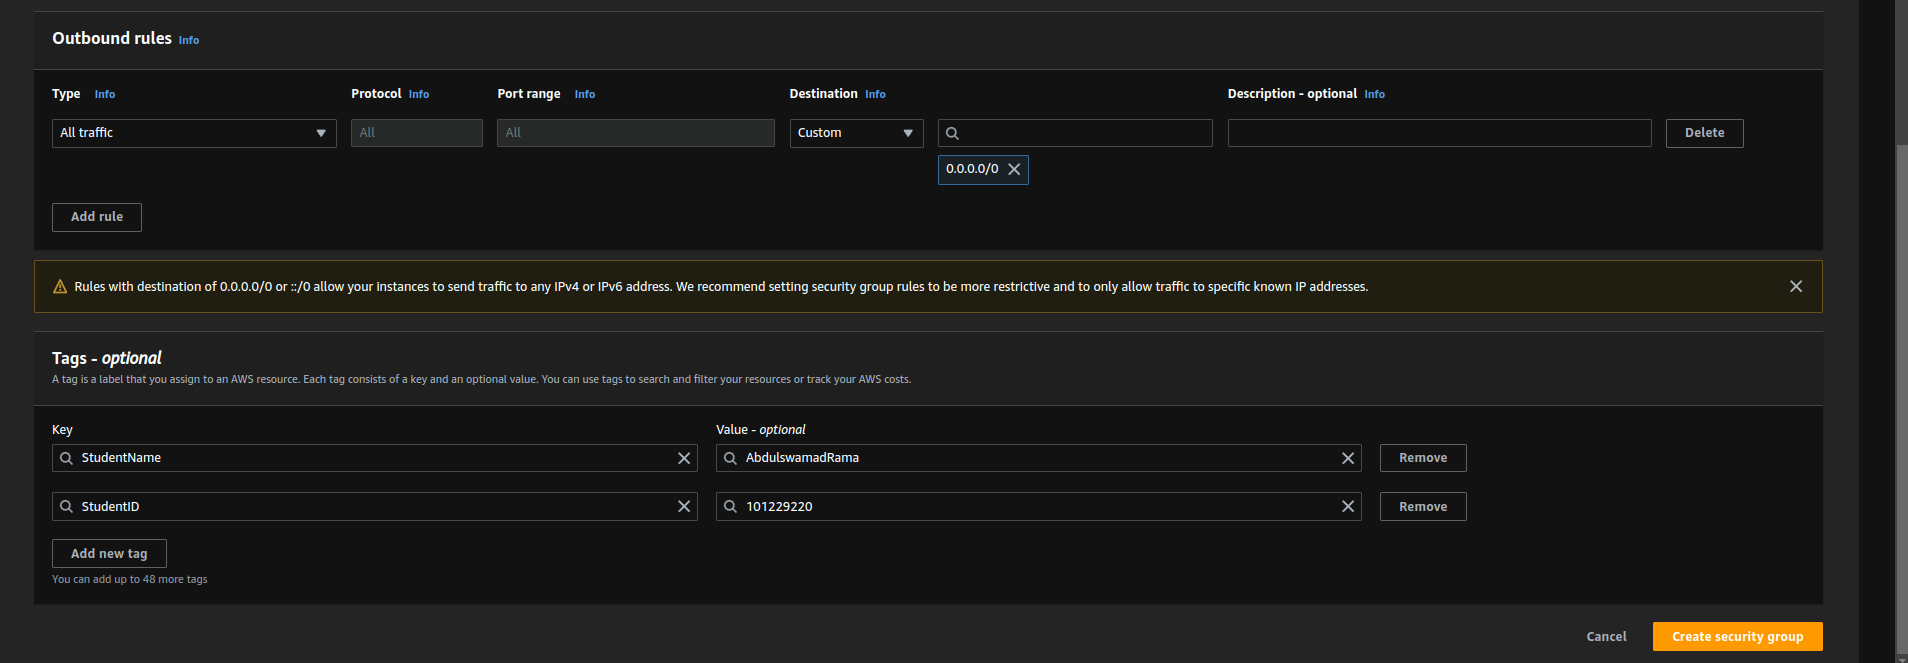 Outbound rules Info
Type Info Protocol Info Port range Info Destination Info Description - optional Info
All traffic All All Custom Delete
0.0.0.0/0
Add rule
Rules with destination of 0.0.0.0/0 or ::/0 allow your instances to send traffic to any IPv4 or IPv6 address. We recommend setting security group rules to be more restrictive and to only allow traffic to specific known IP addresses.
Tags - optional
A tag is a label that you assign to an AWS resource. Each tag consists of a key and an optional value. You can use tags to search and filter your resources or track your AWS costs.
Key Value - optional
StudentName AbdulswamadRama Remove
StudentID 101229220 Remove
Add new tag
You can add up to 48 more tags
Cancel Create security group